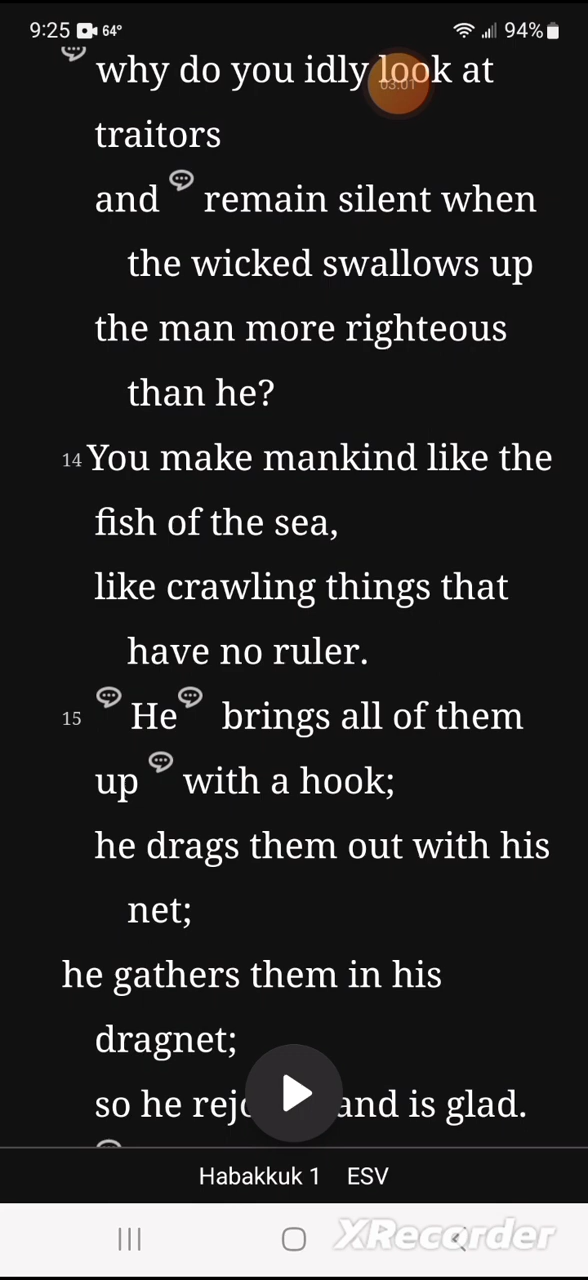 9:25 64° 94%
why do you idly look at
03:01
traitors
and remain silent when
the wicked swallows up
the man more righteous
than he?
14 You make mankind like the
fish of the sea,
like crawling things that
have no ruler.
15 He brings all of them
up with a hook;
he drags them out with his
net;
he gathers them in his
dragnet;
so he and is glad.
Habakkuk 1 ESV
XRecorder